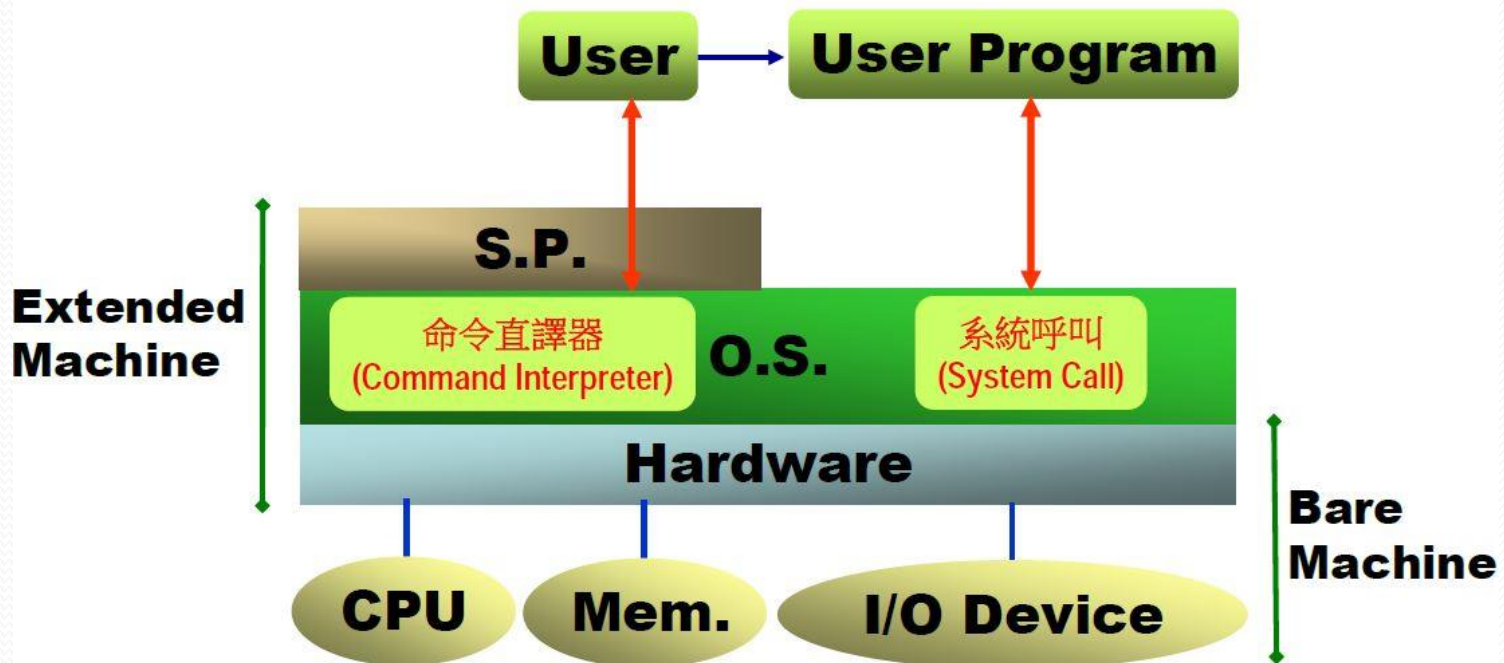 User
User Program
S.P.
Extended
Machine
命令直譯器
(Command Interpreter)
O.S.
系統呼叫
(System Call)
Hardware
Bare
Machine
CPU
Mem.
I/O Device